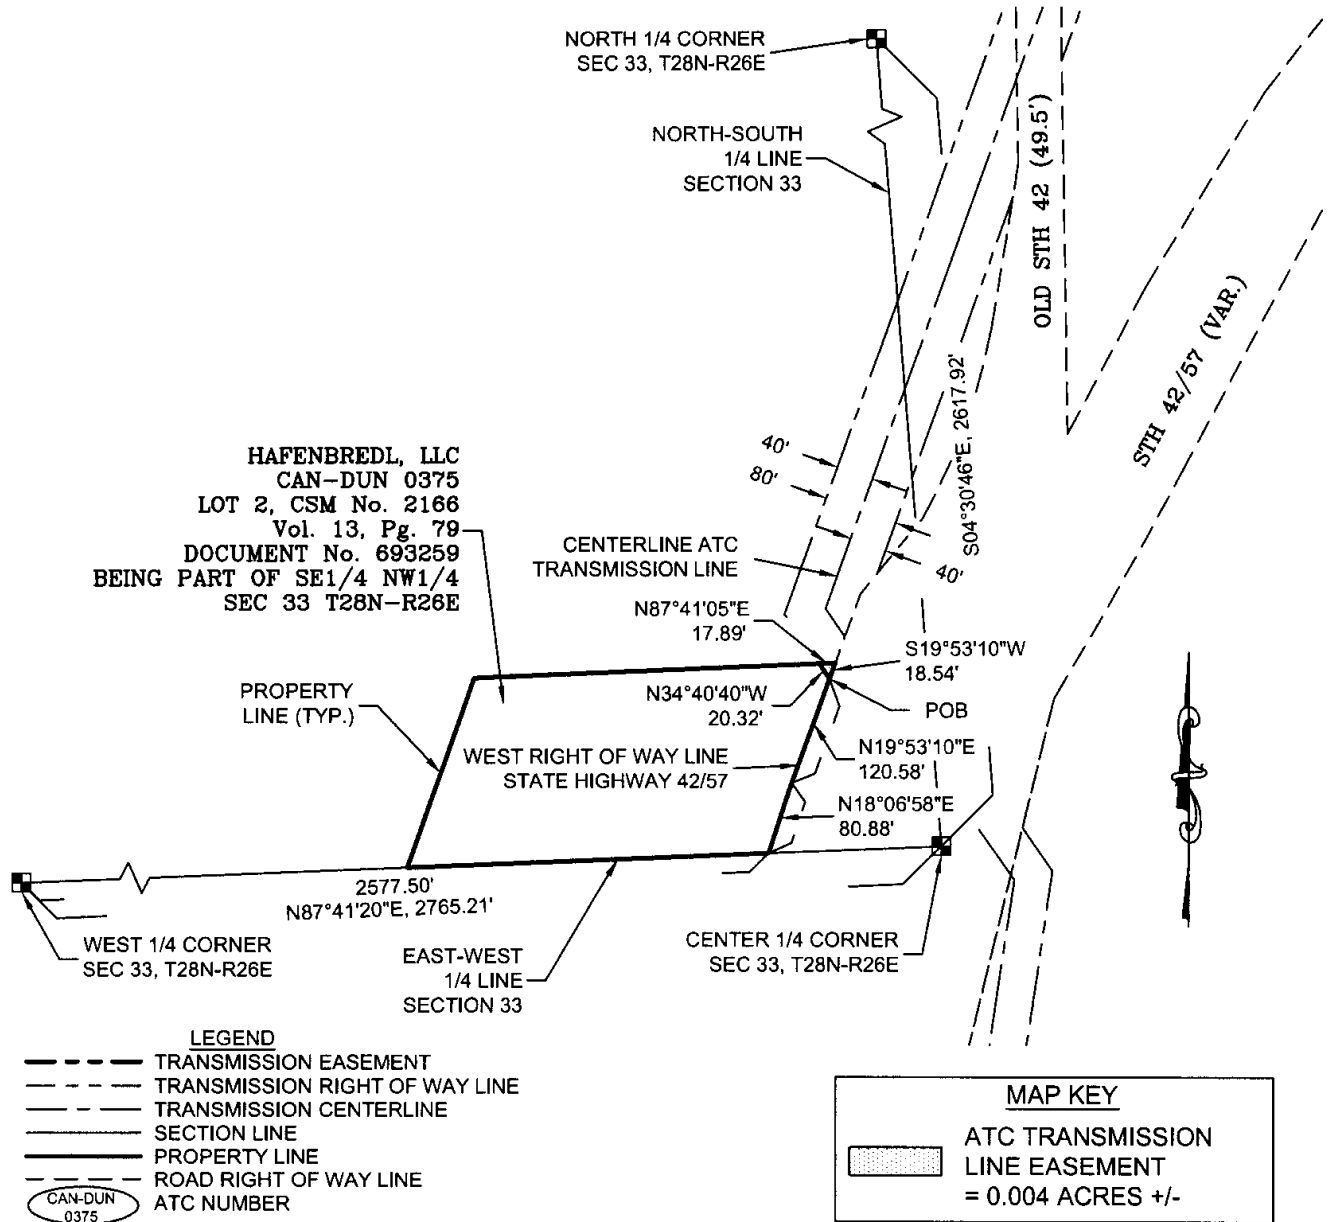 NORTH 1/4 CORNER
SEC 33, T28N-R26E
NORTH-SOUTH
1/4 LINE
SECTION 33
OLD STH 42 (49.5')
STH 42/57 (VAR.)
S04°30'46"E, 2617.92'
40'
80'
40'
HAFENBREDL, LLC
CAN-DUN 0375
LOT 2, CSM No. 2166
Vol. 13, Pg. 79
DOCUMENT No. 693259
BEING PART OF SE1/4 NW1/4
SEC 33 T28N-R26E
CENTERLINE ATC
TRANSMISSION LINE
N87°41'05"E
17.89'
S19°53'10"W
18.54'
PROPERTY
LINE (TYP.)
N34°40'40"W
20.32'
POB
WEST RIGHT OF WAY LINE
STATE HIGHWAY 42/57
N19°53'10"E
120.58'
N18°06'58"E
80.88'
2577.50'
N87°41'20"E, 2765.21'
WEST 1/4 CORNER
SEC 33, T28N-R26E
EAST-WEST
1/4 LINE
SECTION 33
CENTER 1/4 CORNER
SEC 33, T28N-R26E
LEGEND
TRANSMISSION EASEMENT
TRANSMISSION RIGHT OF WAY LINE
TRANSMISSION CENTERLINE
SECTION LINE
PROPERTY LINE
ROAD RIGHT OF WAY LINE
CAN-DUN
0375
ATC NUMBER
MAP KEY
ATC TRANSMISSION
LINE EASEMENT
= 0.004 ACRES +/-